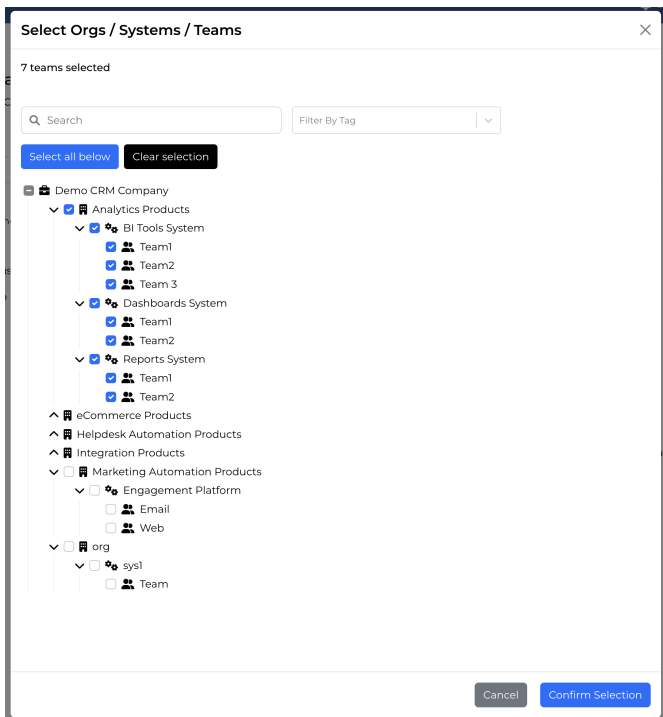 Select Orgs / Systems / Teams
7 teams selected
Search
Filter By Tag
Select all below
Clear selection
Demo CRM Company
Analytics Products
BI Tools System
Team1
Team2
Team 3
Dashboards System
Team1
Team2
Reports System
Team1
Team2
eCommerce Products
Helpdesk Automation Products
Integration Products
Marketing Automation Products
Engagement Platform
Email
Web
org
sys1
Team
Cancel
Confirm Selection